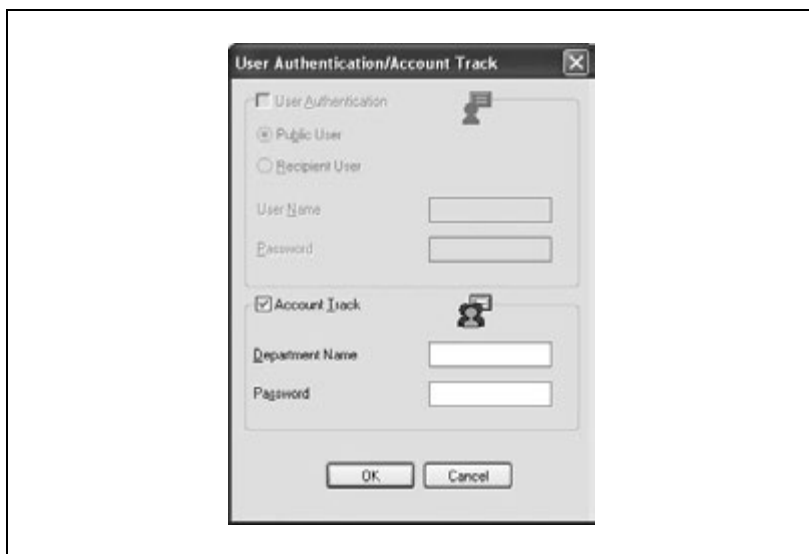 User Authentication/Account Track
User Authentication
Public User
Recipient User
User Name
Password
Account Track
Department Name
Password
OK
Cancel